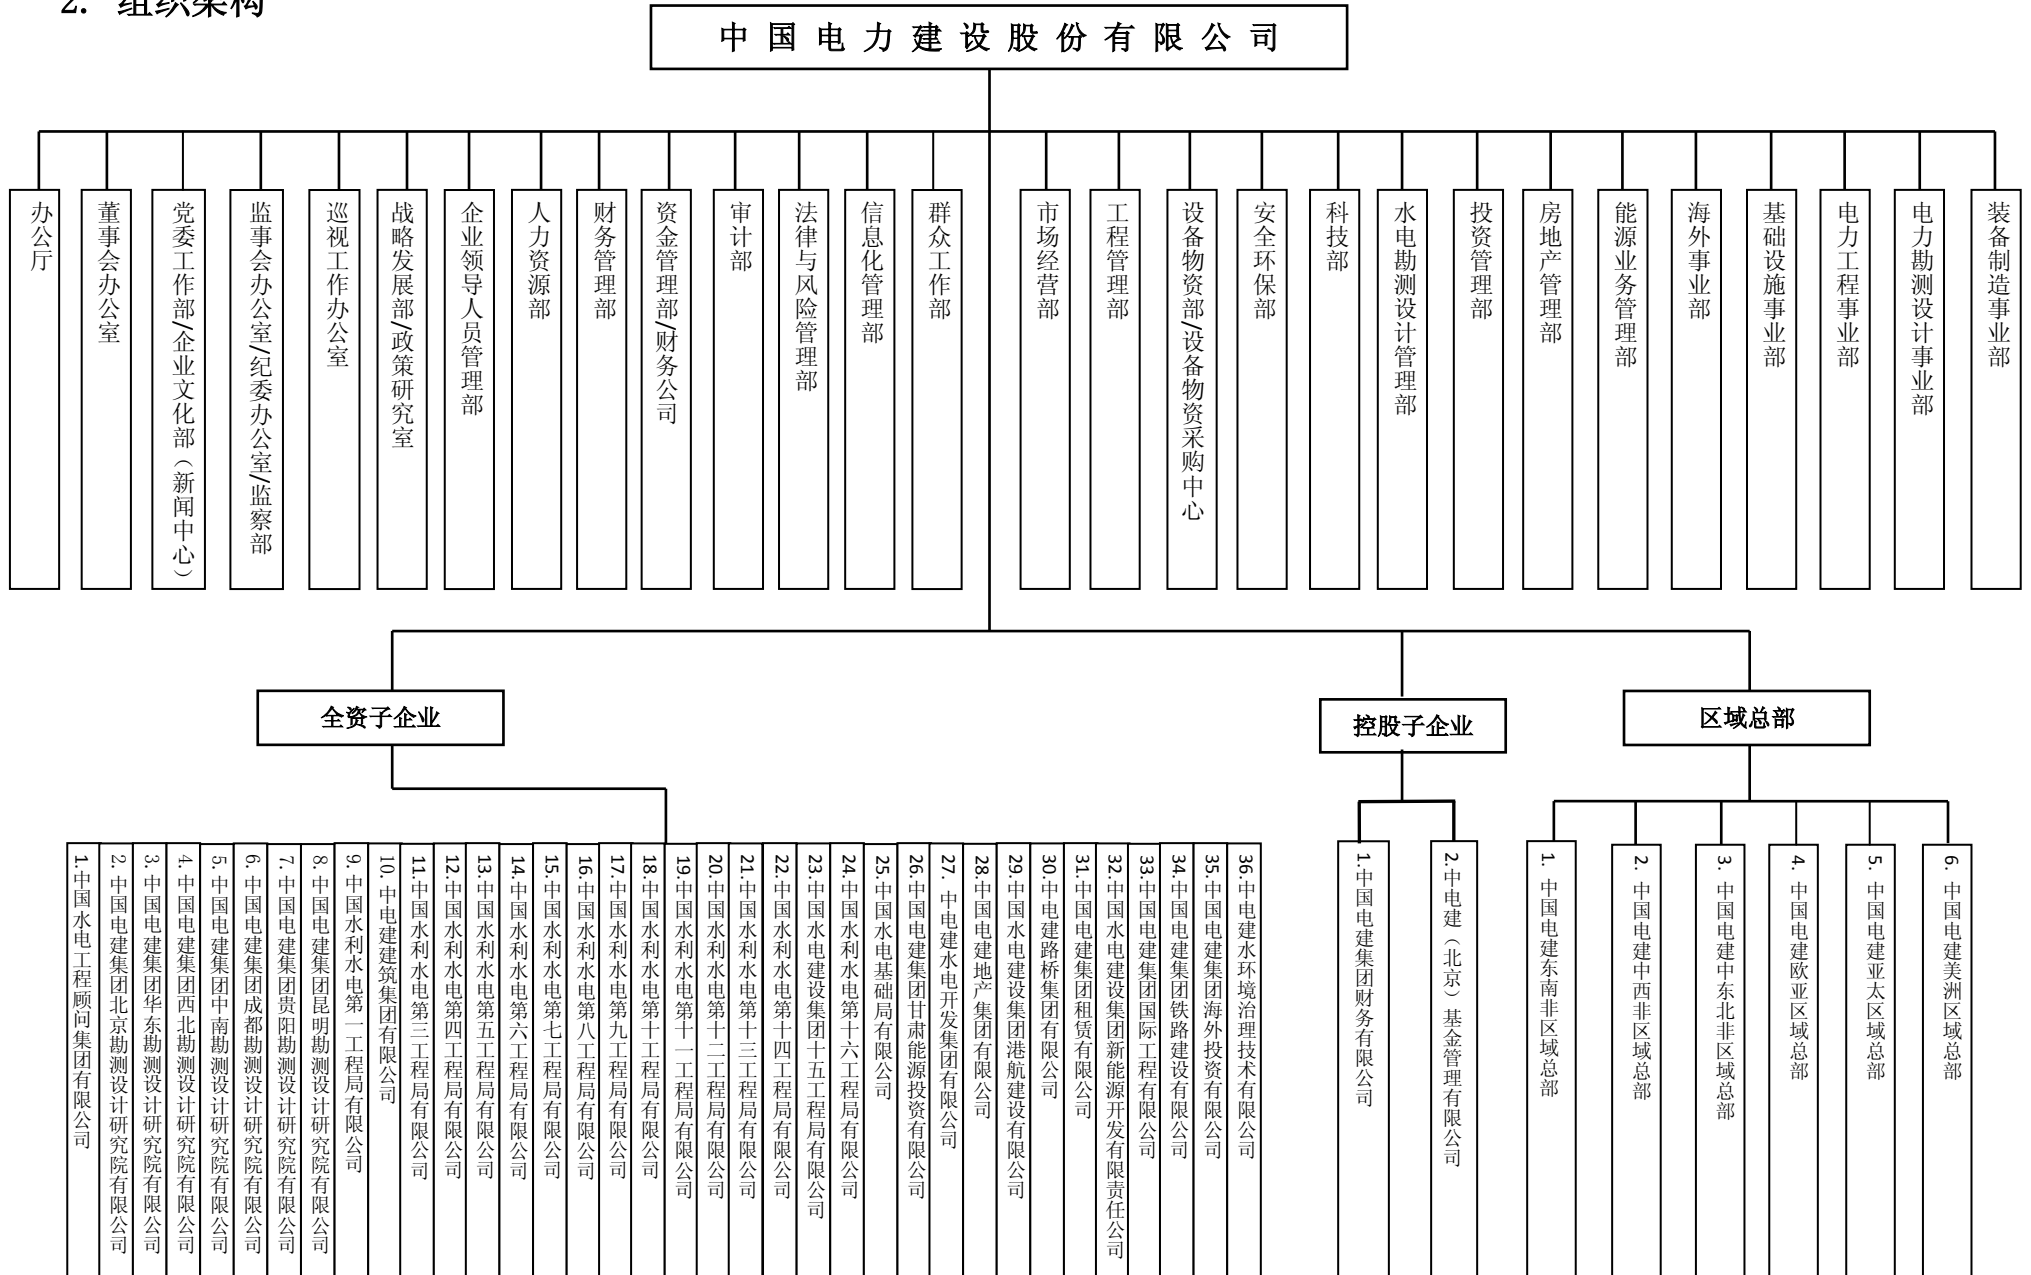 2. 组织架构
中国电力建设股份有限公司
办公厅
董事会办公室
党委工作部/企业文化部（新闻中心）
监事会办公室/纪委办公室/监察部
巡视工作办公室
战略发展部/政策研究室
企业领导人员管理部
人力资源部
财务管理部
资金管理部/财务公司
审计部
法律与风险管理部
信息化管理部
群众工作部
市场经营部
工程管理部
设备物资部/设备物资采购中心
安全环保部
科技部
水电勘测设计管理部
投资管理部
房地产管理部
能源业务管理部
海外事业部
基础设施事业部
电力工程事业部
电力勘测设计事业部
装备制造事业部
全资子企业
控股子企业
区域总部
1.中国水电工程顾问集团有限公司
2.中国电建集团北京勘测设计研究院有限公司
3.中国电建集团华东勘测设计研究院有限公司
4.中国电建集团西北勘测设计研究院有限公司
5.中国电建集团中南勘测设计研究院有限公司
6.中国电建集团成都勘测设计研究院有限公司
7.中国电建集团贵阳勘测设计研究院有限公司
8.中国电建集团昆明勘测设计研究院有限公司
9.中国水利水电第一工程局有限公司
10.中电建建筑集团有限公司
11.中国水利水电第三工程局有限公司
12.中国水利水电第四工程局有限公司
13.中国水利水电第五工程局有限公司
14.中国水利水电第六工程局有限公司
15.中国水利水电第七工程局有限公司
16.中国水利水电第八工程局有限公司
17.中国水利水电第九工程局有限公司
18.中国水利水电第十工程局有限公司
19.中国水利水电第十一工程局有限公司
20.中国水利水电第十二工程局有限公司
21.中国水利水电第十三工程局有限公司
22.中国水利水电第十四工程局有限公司
23.中国水电建设集团十五工程局有限公司
24.中国水利水电第十六工程局有限公司
25.中国水电基础局有限公司
26.中国电建集团甘肃能源投资有限公司
27.中电建水电开发集团有限公司
28.中国电建地产集团有限公司
29.中国水电建设集团港航建设有限公司
30.中电建路桥集团有限公司
31.中国电建集团租赁有限公司
32.中国水电建设集团新能源开发有限责任公司
33.中国电建集团国际工程有限公司
34.中国电建集团铁路建设有限公司
35.中国电建集团海外投资有限公司
36.中电建水环境治理技术有限公司
1.中国电建集团财务有限公司
2.中电建（北京）基金管理有限公司
1. 中国电建东南非区域总部
2. 中国电建中西非区域总部
3. 中国电建中东北非区域总部
4. 中国电建欧亚区域总部
5. 中国电建亚太区域总部
6. 中国电建美洲区域总部